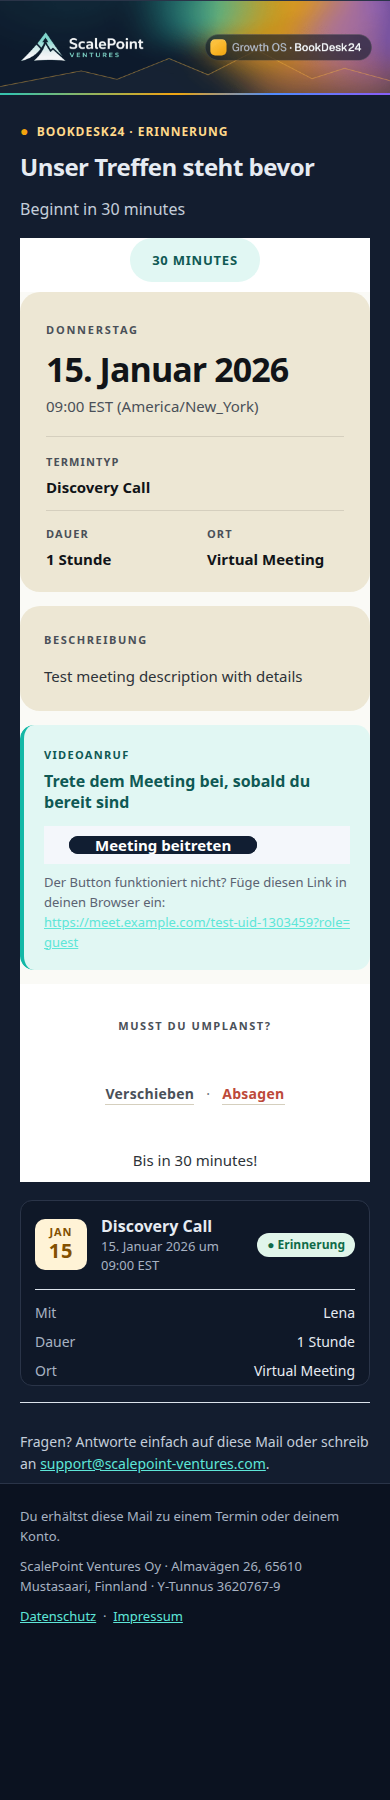 ScalePoint
VENTURES
Growth OS · BookDesk24
● BOOKDESK24 · ERINNERUNG
Unser Treffen steht bevor
Beginnt in 30 minutes
30 MINUTES
DONNERSTAG
15. Januar 2026
09:00 EST (America/New_York)
TERMINTYP
Discovery Call
DAUER ORT
1 Stunde Virtual Meeting
BESCHREIBUNG
Test meeting description with details
VIDEOANRUF
Trete dem Meeting bei, sobald du
bereit sind
Meeting beitreten
Der Button funktioniert nicht? Füge diesen Link in
deinen Browser ein:
https://meet.example.com/test-uid-1303459?role=
guest
MUSST DU UMPLANST?
Verschieben · Absagen
Bis in 30 minutes!
JAN
15
Discovery Call
15. Januar 2026 um
09:00 EST
● Erinnerung
Mit Lena
Dauer 1 Stunde
Ort Virtual Meeting
Fragen? Antworte einfach auf diese Mail oder schreib
an support@scalepoint-ventures.com.
Du erhältst diese Mail zu einem Termin oder deinem
Konto.
ScalePoint Ventures Oy · Almavägen 26, 65610
Mustasaari, Finnland · Y-Tunnus 3620767-9
Datenschutz · Impressum